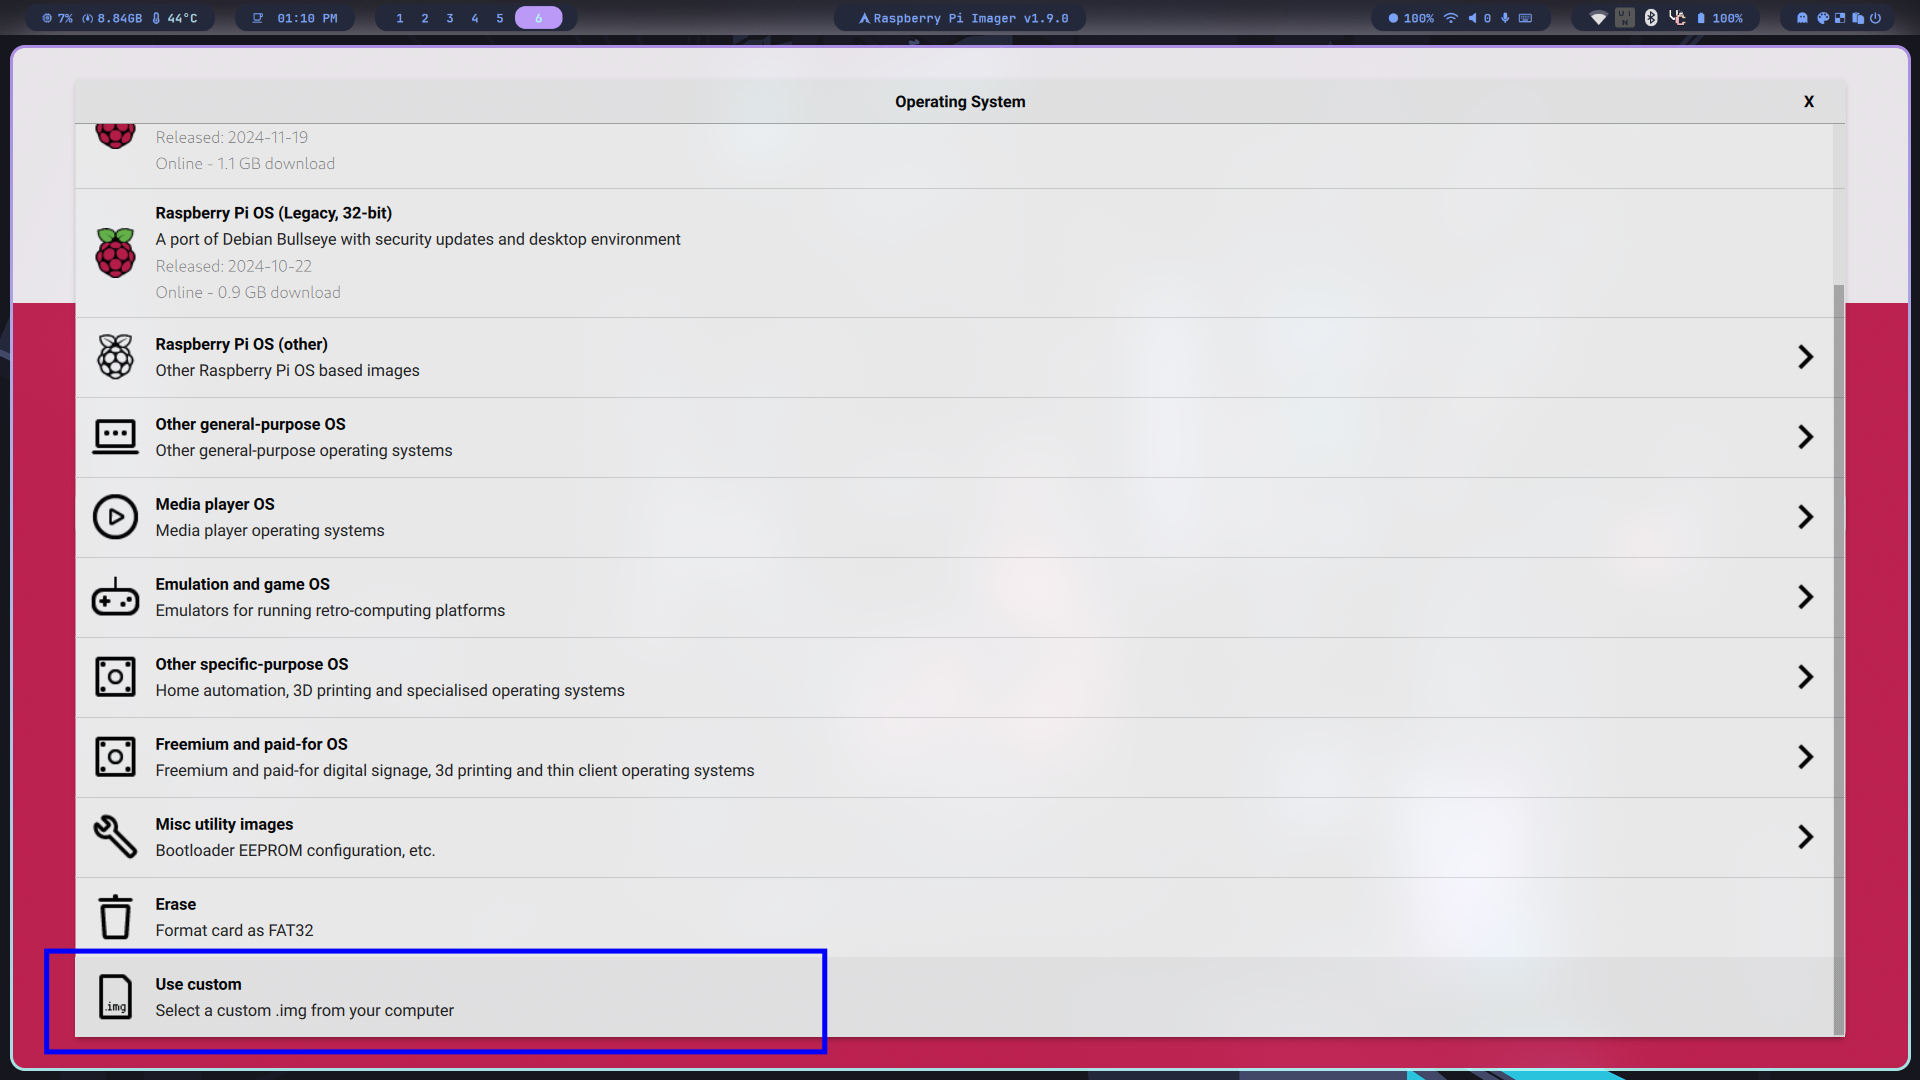 7% 8.84GB 44°C 01:10 PM 1 2 3 4 5 6 Raspberry Pi Imager v1.9.0 100% 0 100%
Operating System X
Released: 2024-11-19
Online - 1.1 GB download
Raspberry Pi OS (Legacy, 32-bit)
A port of Debian Bullseye with security updates and desktop environment
Released: 2024-10-22
Online - 0.9 GB download
Raspberry Pi OS (other)
Other Raspberry Pi OS based images
Other general-purpose OS
Other general-purpose operating systems
Media player OS
Media player operating systems
Emulation and game OS
Emulators for running retro-computing platforms
Other specific-purpose OS
Home automation, 3D printing and specialised operating systems
Freemium and paid-for OS
Freemium and paid-for digital signage, 3d printing and thin client operating systems
Misc utility images
Bootloader EEPROM configuration, etc.
Erase
Format card as FAT32
Use custom
.img
Select a custom .img from your computer